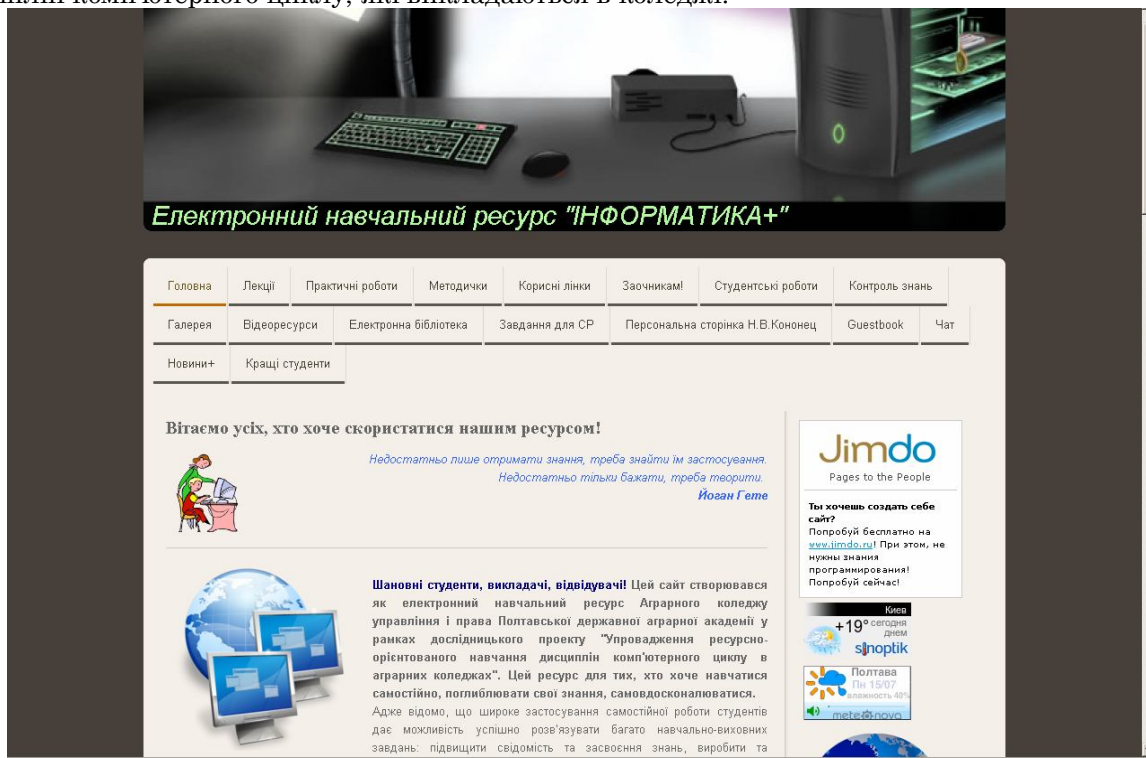 Електронний навчальний ресурс "ІНФОРМАТИКА+"
Головна Лекції Практичні роботи Методички Корисні лінки Заочникам! Студентські роботи Контроль знань
Галерея Відеоресурси Електронна бібліотека Завдання для СР Персональна сторінка Н.В.Кононец Guestbook Чат
Новини+ Кращі студенти
Вітаємо усіх, хто хоче скористатися нашим ресурсом!
Недостатньо лише отримати знання, треба знайти їм застосування.
Недостатньо тільки бажати, треба творити.
Йоган Гете
Шановні студенти, викладачі, відвідувачі! Цей сайт створювався
як електронний навчальний ресурс Аграрного коледжу
управління і права Полтавської державної аграрної академії у
рамках дослідницького проекту "Упровадження ресурсно-
орієнтованого навчання дисциплін комп'ютерного циклу в
аграрних коледжах". Цей ресурс для тих, хто хоче навчатися
самостійно, поглиблювати свої знання, самовдосконалюватися.
Адже відомо, що широке застосування самостійної роботи студентів
дає можливість успішно розв'язувати багато навчально-виховних
завдань: підвищити свідомість та засвоєння знань, виробити та
Jimdo
Pages to the People
Ты хочешь создать себе
сайт?
Попробуй бесплатно на
www.jimdo.ru! При этом, не
нужны знания
программирования!
Попробуй сейчас!
Киев
+19° сегодня
днем
sinoptik
Полтава
Пн 15/07
влажность 40%
meteonovo